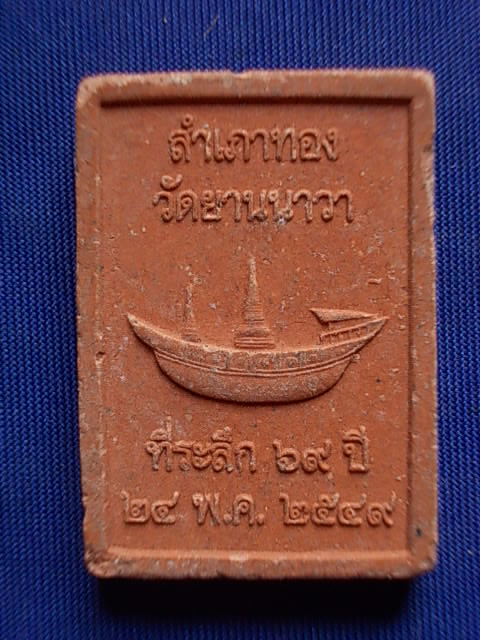 สำเภาทอง
วัดยานนาวา
ที่ระลึก ๖๙ ปี
๒๔ พ.ค. ๒๕๔๙